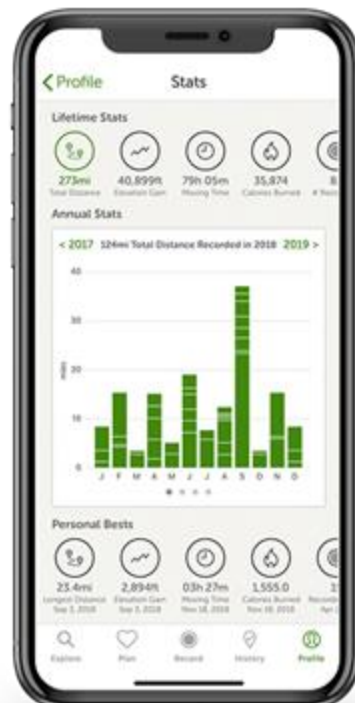 Profile
Stats
Lifetime Stats
273mi 40,899ft 79h 05m 35,874
Total Distance Elevation Gain Moving Time Calories Burned
Annual Stats
< 2017 124mi Total Distance Recorded in 2018 2019 >
40
30
20
10
0
miles
J F M A M J J A S O N D
Personal Bests
23.4mi 2,894ft 03h 27m 1,555.0
Longest Distance Elevation Gain Moving Time Calories Burned
Sep 3, 2018 Sep 3, 2018 Nov 18, 2018 Nov 18, 2018
Explore Plan Record History Profile